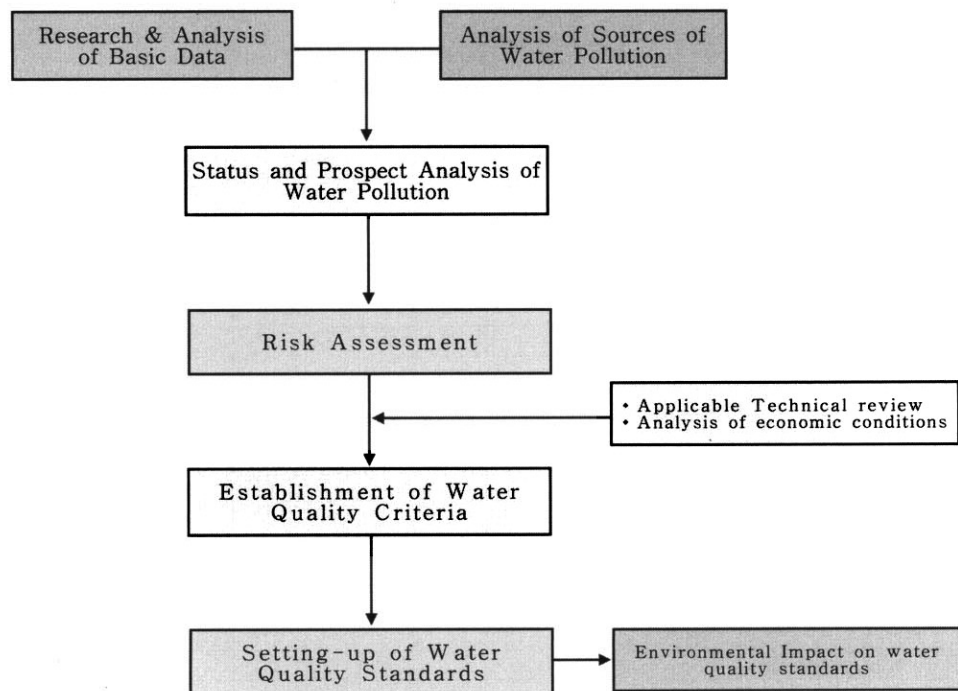 Research & Analysis
of Basic Data
Analysis of Sources of
Water Pollution
Status and Prospect Analysis of
Water Pollution
Risk Assessment
• Applicable Technical review
• Analysis of economic conditions
Establishment of Water
Quality Criteria
Setting-up of Water
Quality Standards
Environmental Impact on water
quality standards